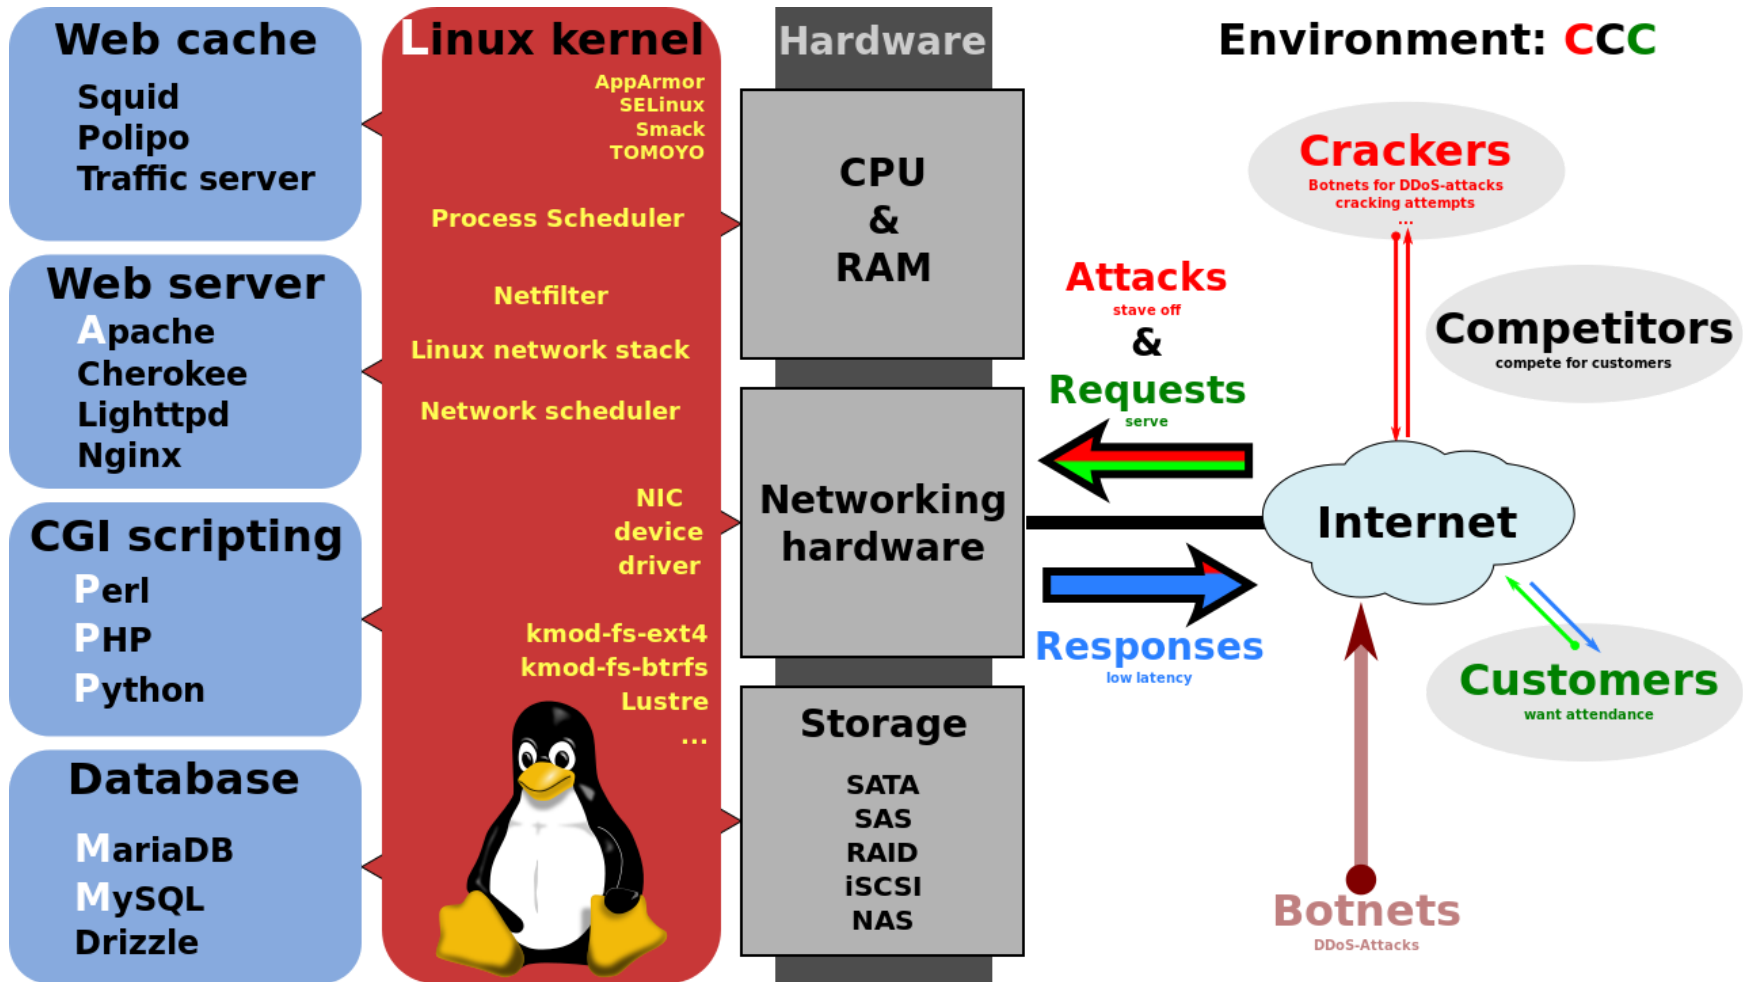 Web cache
Squid
Polipo
Traffic server
Web server
Apache
Cherokee
Lighttpd
Nginx
CGI scripting
Perl
PHP
Python
Database
MariaDB
MySQL
Drizzle
Linux kernel
AppArmor
SELinux
Smack
TOMOYO
Process Scheduler
Netfilter
Linux network stack
Network scheduler
NIC
device
driver
kmod-fs-ext4
kmod-fs-btrfs
Lustre
...
Hardware
CPU
&
RAM
Networking
hardware
Storage
SATA
SAS
RAID
iSCSI
NAS
Environment: CCC
Crackers
Botnets for DDoS-attacks
cracking attempts
...
Attacks
stave off
&
Requests
serve
Competitors
compete for customers
Internet
Responses
low latency
Customers
want attendance
Botnets
DDoS-Attacks